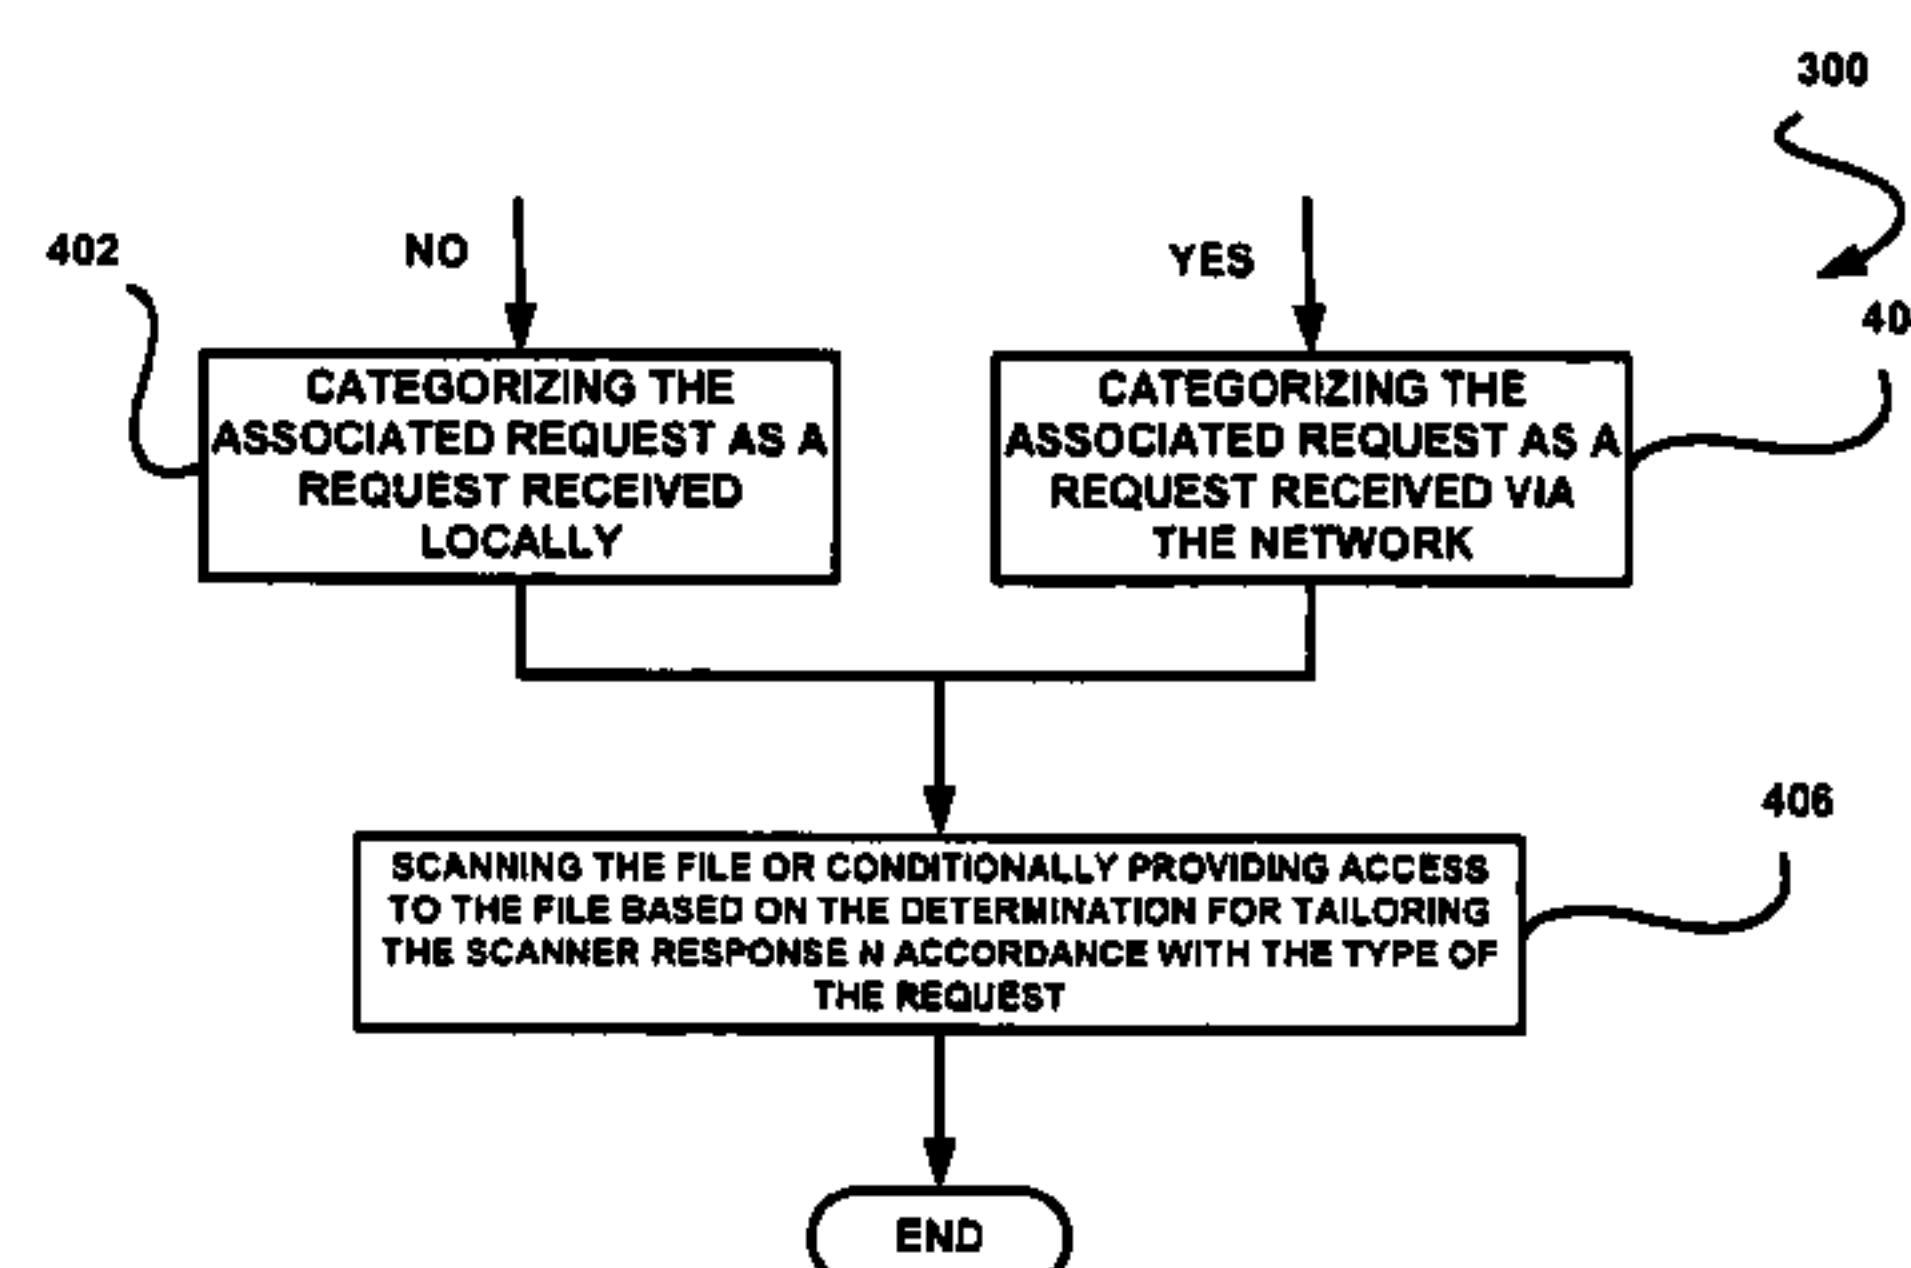 300
402
NO
YES
40
CATEGORIZING THE
ASSOCIATED REQUEST AS A
REQUEST RECEIVED
LOCALLY
CATEGORIZING THE
ASSOCIATED REQUEST AS A
REQUEST RECEIVED VIA
THE NETWORK
406
SCANNING THE FILE OR CONDITIONALLY PROVIDING ACCESS
TO THE FILE BASED ON THE DETERMINATION FOR TAILORING
THE SCANNER RESPONSE N ACCORDANCE WITH THE TYPE OF
THE REQUEST
END